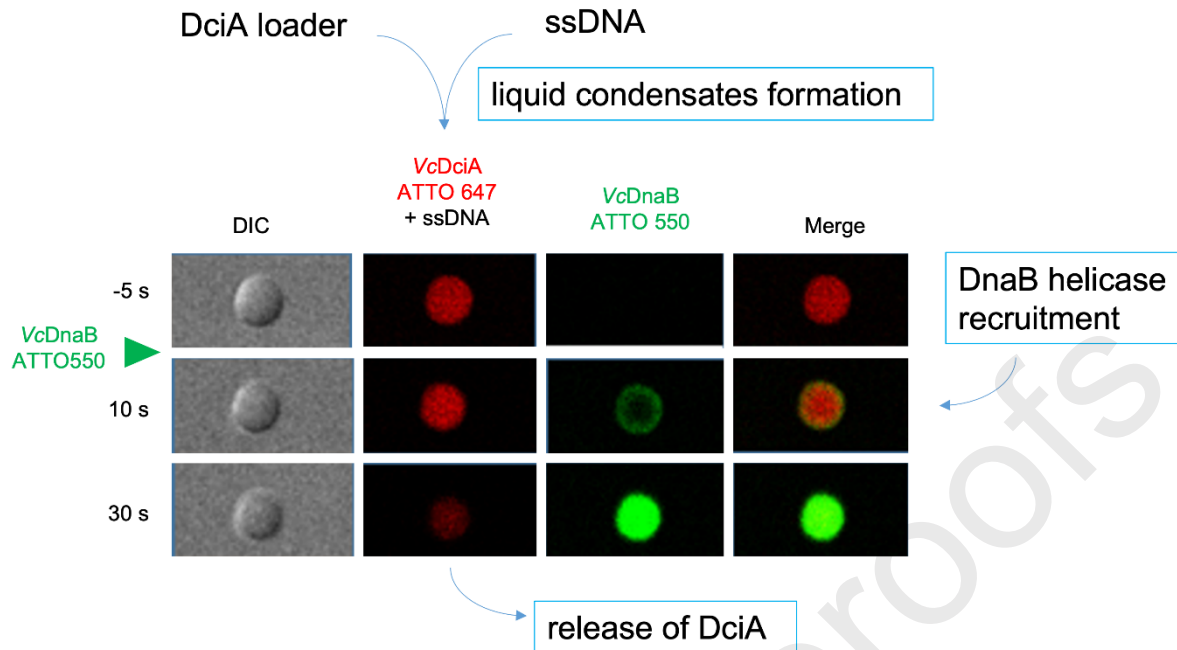 DciA loader
ssDNA
liquid condensates formation
VcDciA
ATTO 647
+ ssDNA
VcDnaB
ATTO 550
DIC
Merge
-5 s
DnaB helicase
recruitment
VcDnaB
ATTO550
10 s
30 s
release of DciA
roofs